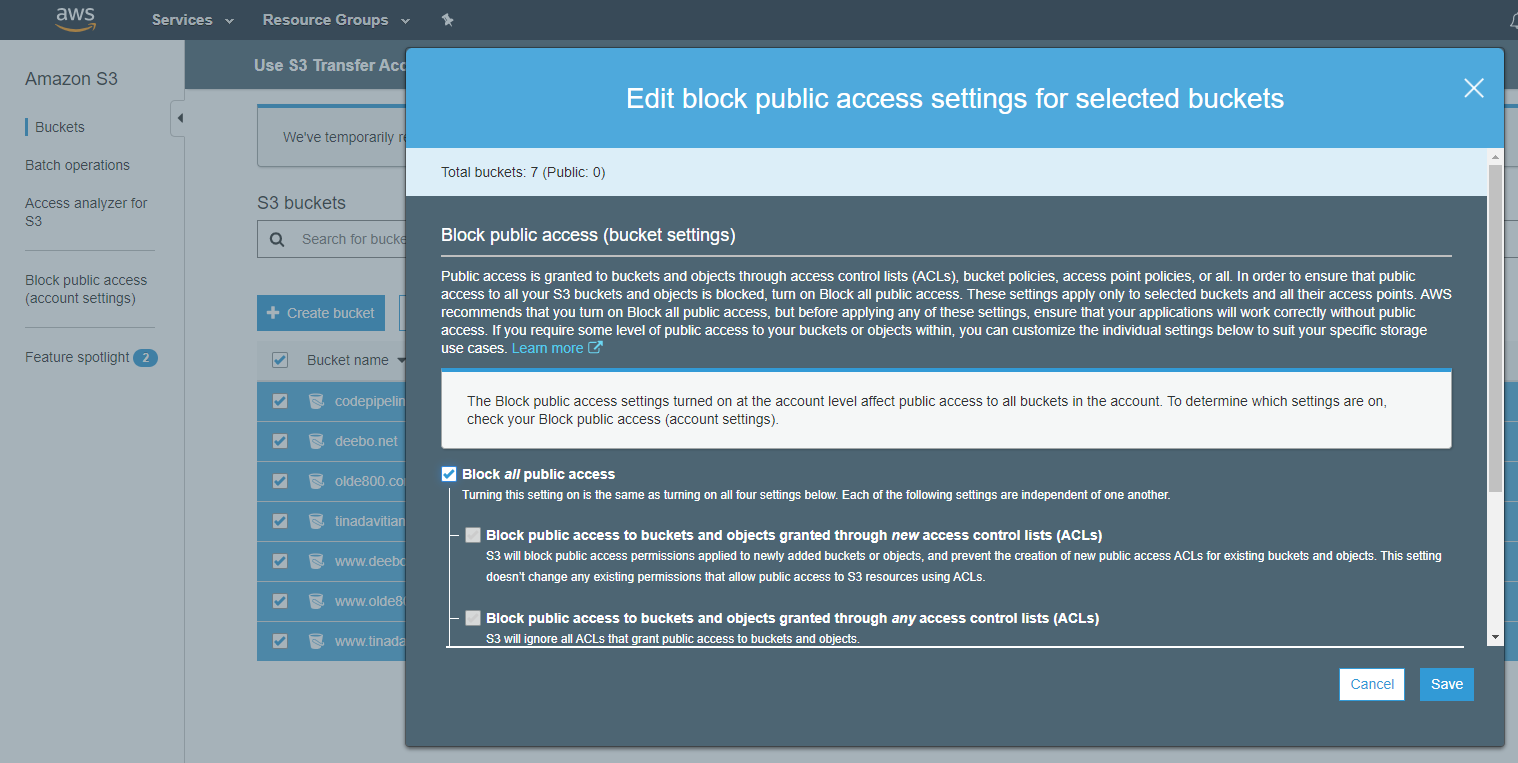 aws
Services
Resource Groups
Amazon S3
Buckets
Batch operations
Access analyzer for
S3
Block public access
(account settings)
Feature spotlight 2
Use S3 Transfer
We've temporarily
S3 buckets
Search for
Create bucket
Bucket name
deebo.net
Edit block public access settings for selected buckets
Total buckets: 7 (Public: 0)
Block public access (bucket settings)
Public access is granted to buckets and objects through access control lists (ACLs), bucket policies, access point policies, or all. In order to ensure that public
access to all your S3 buckets and objects is blocked, turn on Block all public access. These settings apply only to selected buckets and all their access points. AWS
recommends that you turn on Block all public access, but before applying any of these settings, ensure that your applications will work correctly without public
access. If you require some level of public access to your buckets or objects within, you can customize the individual settings below to suit your specific storage
use cases. Learn more
The Block public access settings turned on at the account level affect public access to all buckets in the account. To determine which settings are on,
check your Block public access (account settings).
Block all public access
Turning this setting on is the same as turning on all four settings below. Each of the following settings are independent of one another.
Block public access to buckets and objects granted through new access control lists (ACLs)
S3 will block public access permissions applied to newly added buckets or objects, and prevent the creation of new public access ACLs for existing buckets and objects. This setting
doesn't change any existing permissions that allow public access to S3 resources using ACLs.
Block public access to buckets and objects granted through any access control lists (ACLs)
S3 will ignore all ACLs that grant public access to buckets and objects.
Cancel
Save